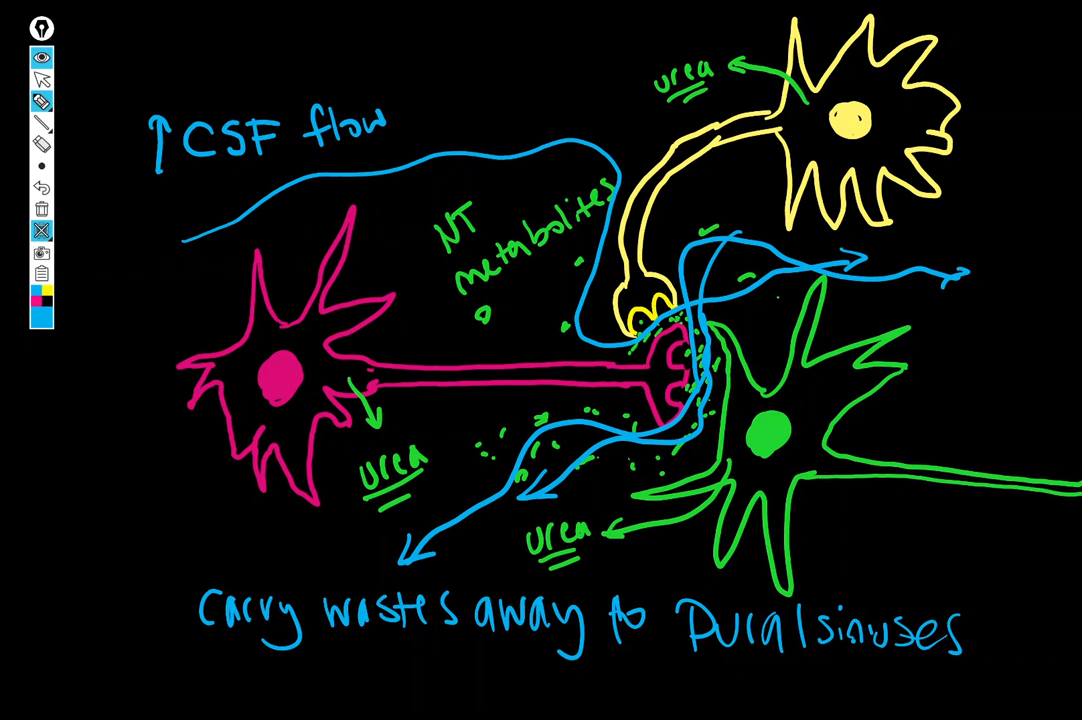 urea
↑ CSF flow
NT
metabolites
urea
urea
carry wastes away to Dural sinuses